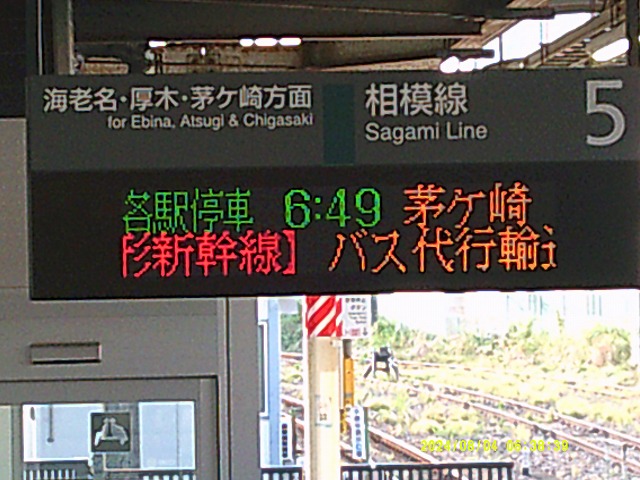 海老名・厚木・茅ケ崎方面
for Ebina, Atsugi & Chigasaki
相模線
Sagami Line
5
各駅停車 6:49 茅ケ崎
新幹線】 バス代行輸